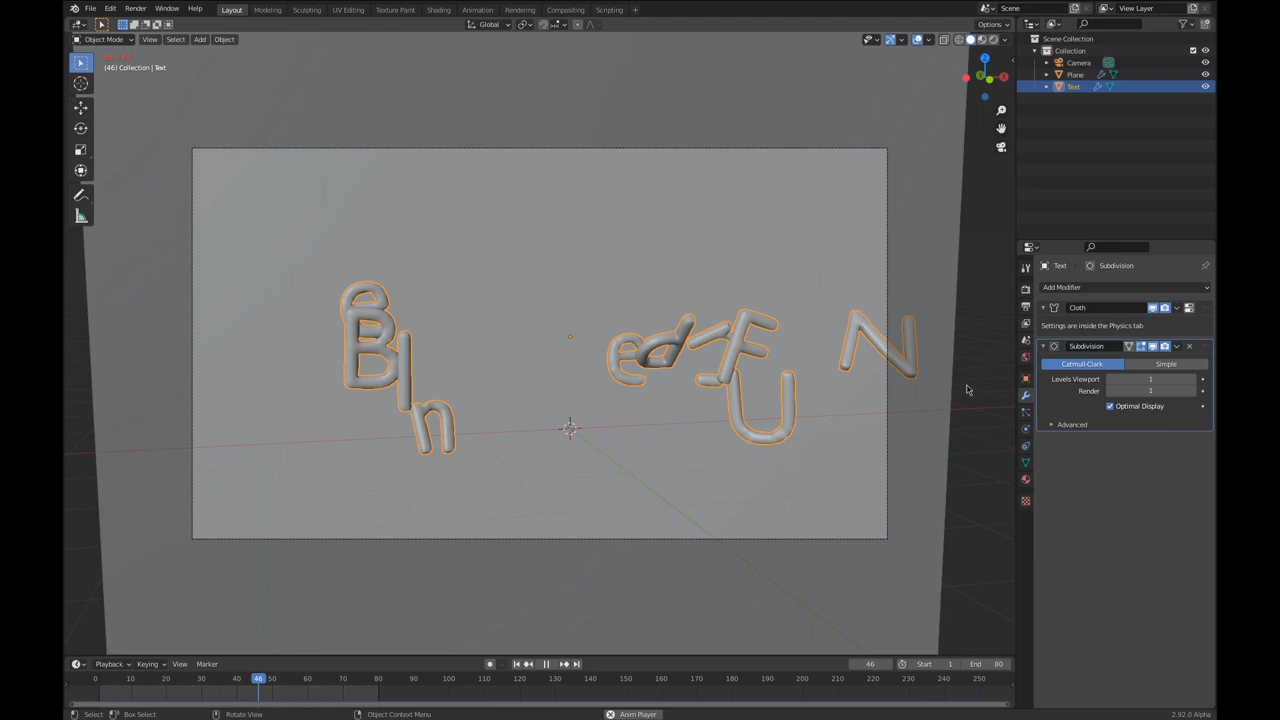 File Edit Render Window Help Layout Modeling Sculpting UV Editing Texture Paint Shading Animation Rendering Compositing Scripting Scene View Layer
Global Options
Object Mode View Select Add Object
(46) Collection | Text
Scene Collection
Collection
Camera
Plane
Text
Z
Y
X
Text Subdivision
Add Modifier
Cloth
Settings are inside the Physics tab
Subdivision
Catmull-Clark Simple
Levels Viewport 1
Render 1
Optimal Display
Advanced
e
B
l
n
e d r F
U
N
Playback Keying View Marker 46 Start 1 End 80
0 10 20 30 40 46 50 60 70 80 90 100 110 120 130 140 150 160 170 180 190 200 210 220 230 240 250
Select Box Select Rotate View Object Context Menu Anim Player 2.92.0 Alpha